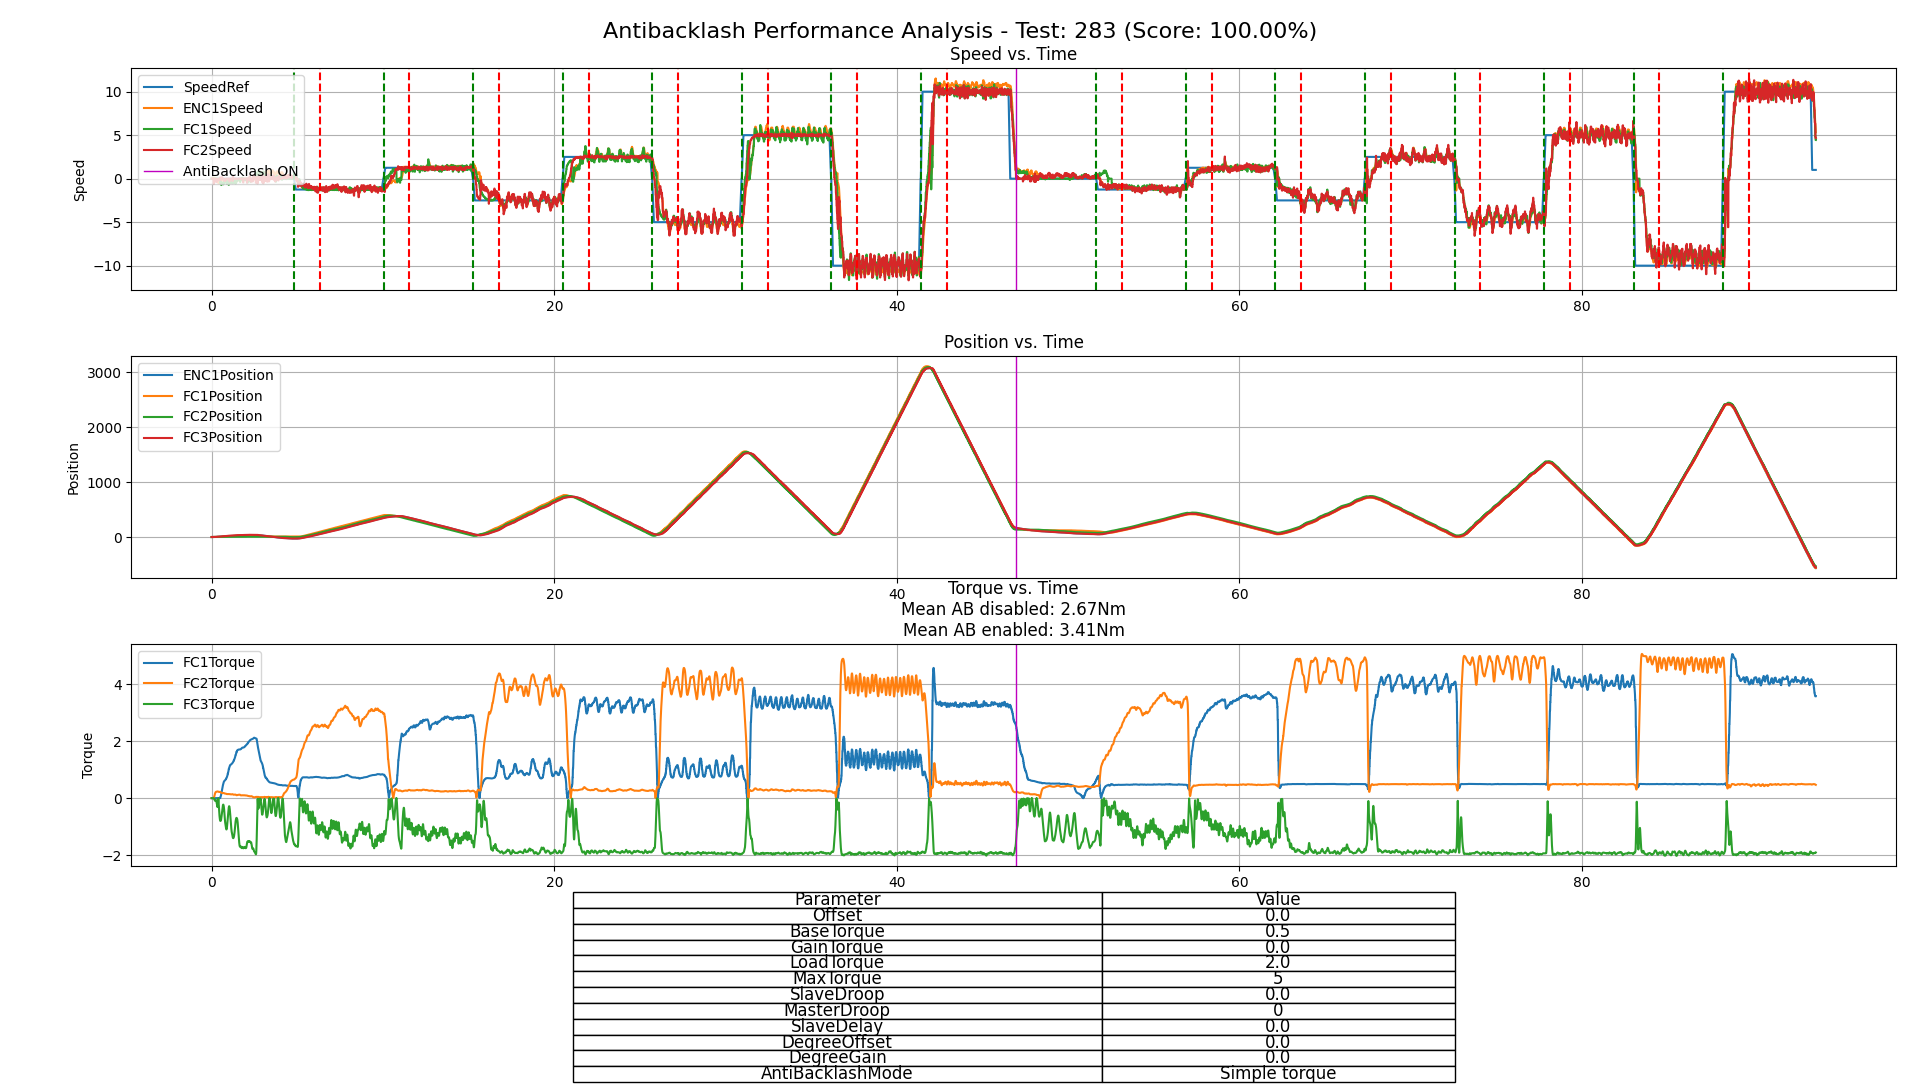 Antibacklash Performance Analysis - Test: 283 (Score: 100.00%)
Speed vs. Time
SpeedRef
ENC1Speed
FC1Speed
FC2Speed
AntiBacklash ON
Speed
10
5
0
−5
−10
0 20 40 60 80
Position vs. Time
ENC1Position
FC1Position
FC2Position
FC3Position
Position
3000
2000
1000
0
0 20 40 60 80
Torque vs. Time
Mean AB disabled: 2.67Nm
Mean AB enabled: 3.41Nm
FC1Torque
FC2Torque
FC3Torque
Torque
4
2
0
−2
0 20 40 60 80
Parameter Value
Offset 0.0
BaseTorque 0.5
GainTorque 0.0
LoadTorque 2.0
MaxTorque 5
SlaveDroop 0.0
MasterDroop 0
SlaveDelay 0.0
DegreeOffset 0.0
DegreeGain 0.0
AntiBacklashMode Simple torque